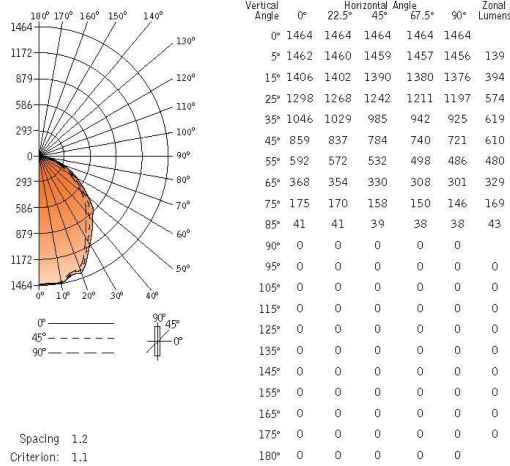 180° 170° 160° 150° 140°
1464
1172
879
586
293
0
293
586
879
1172
1464
130°
120°
110°
100°
90°
80°
70°
60°
50°
0° 10° 20° 30° 40°
0°
45°
90°
90°
45°
0°
Spacing 1.2
Criterion: 1.1
Vertical Horizontal Angle Zonal
Angle 0° 22.5° 45° 67.5° 90° Lumens
0° 1464 1464 1464 1464 1464
5° 1462 1460 1459 1457 1456 139
15° 1406 1402 1390 1380 1376 394
25° 1298 1268 1242 1211 1197 574
35° 1046 1029 985 942 925 619
45° 859 837 784 740 721 610
55° 592 572 532 498 486 480
65° 368 354 330 308 301 329
75° 175 170 158 150 146 169
85° 41 41 39 38 38 43
90° 0 0 0 0 0
95° 0 0 0 0 0 0
105° 0 0 0 0 0 0
115° 0 0 0 0 0 0
125° 0 0 0 0 0 0
135° 0 0 0 0 0 0
145° 0 0 0 0 0 0
155° 0 0 0 0 0 0
165° 0 0 0 0 0 0
175° 0 0 0 0 0 0
180° 0 0 0 0 0